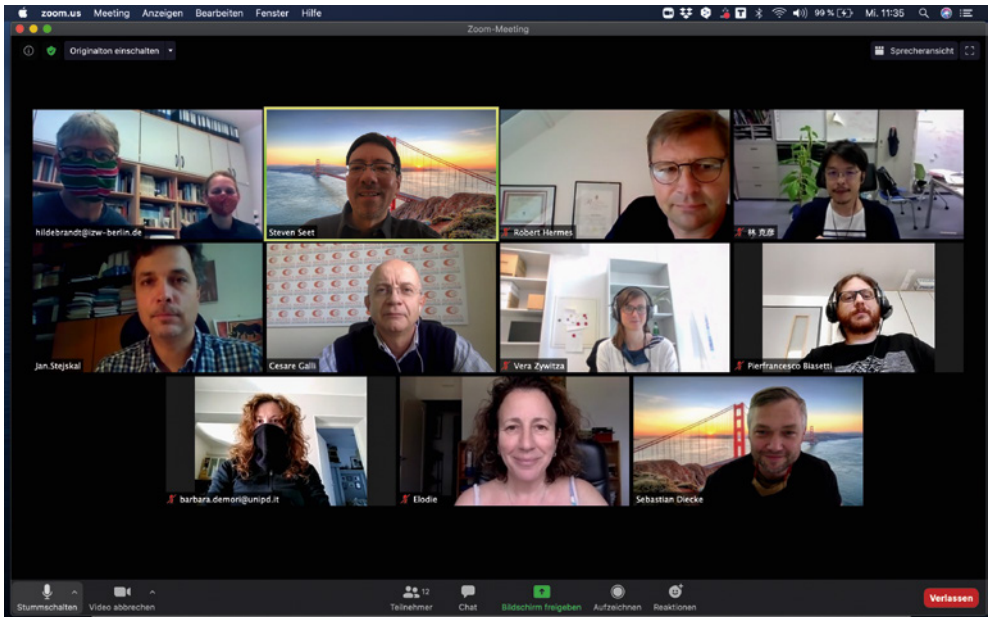 zoom.us Meeting Anzeigen Bearbeiten Fenster Hilfe 99 % Mi. 11:35
Zoom-Meeting
Originalton einschalten
Sprecheransicht
hildebrandt@izw-berlin.de
Steven Seet
Robert Hermes
林 克彦
Jan.Stejskal
Cesare Galli
Vera Zywitza
Pierfrancesco Biasetti
barbara.demori@unipd.it
Elodie
Sebastian Diecke
Stummschalten
Video abbrechen
12
Teilnehmer
Chat
Bildschirm freigeben
Aufzeichnen
Reaktionen
Verlassen